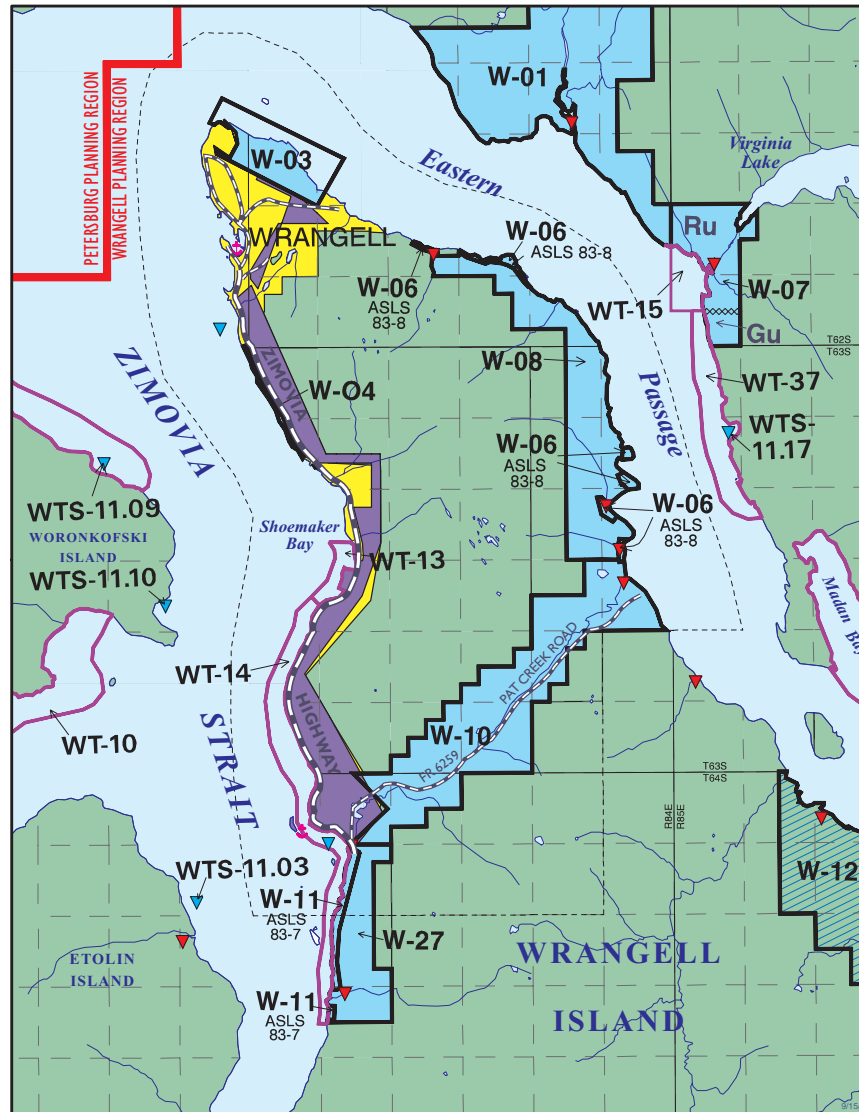 PETERSBURG PLANNING REGION
WRANGELL PLANNING REGION
W-01
Virginia
Lake
W-03
Eastern
WRANGELL
W-06
ASLS 83-8
Ru
W-06
ASLS
83-8
WT-15
W-07
Gu
T62S
T63S
ZIMOVIA
ZIMOVIA
W-O4
W-08
Passage
WT-37
WTS-
11.17
W-06
ASLS
83-8
WTS-11.09
WORONKOFSKI
ISLAND
Shoemaker
Bay
W-06
ASLS
83-8
WT-13
WTS-11.10
Madan Bay
WT-14
PAT CREEK ROAD
HIGHWAY
STRAIT
WT-10
W-10
FR 6259
T63S
T64S
R84E
R85E
W-12
WTS-11.03
W-11
ASLS
83-7
W-27
WRANGELL
ISLAND
ETOLIN
ISLAND
W-11
ASLS
83-7